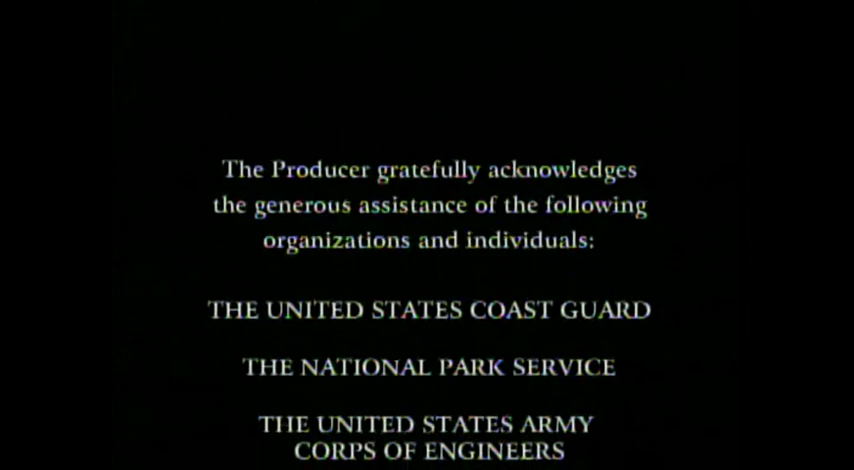 The Producer gratefully acknowledges
the generous assistance of the following
organizations and individuals:
THE UNITED STATES COAST GUARD
THE NATIONAL PARK SERVICE
THE UNITED STATES ARMY
CORPS OF ENGINEERS